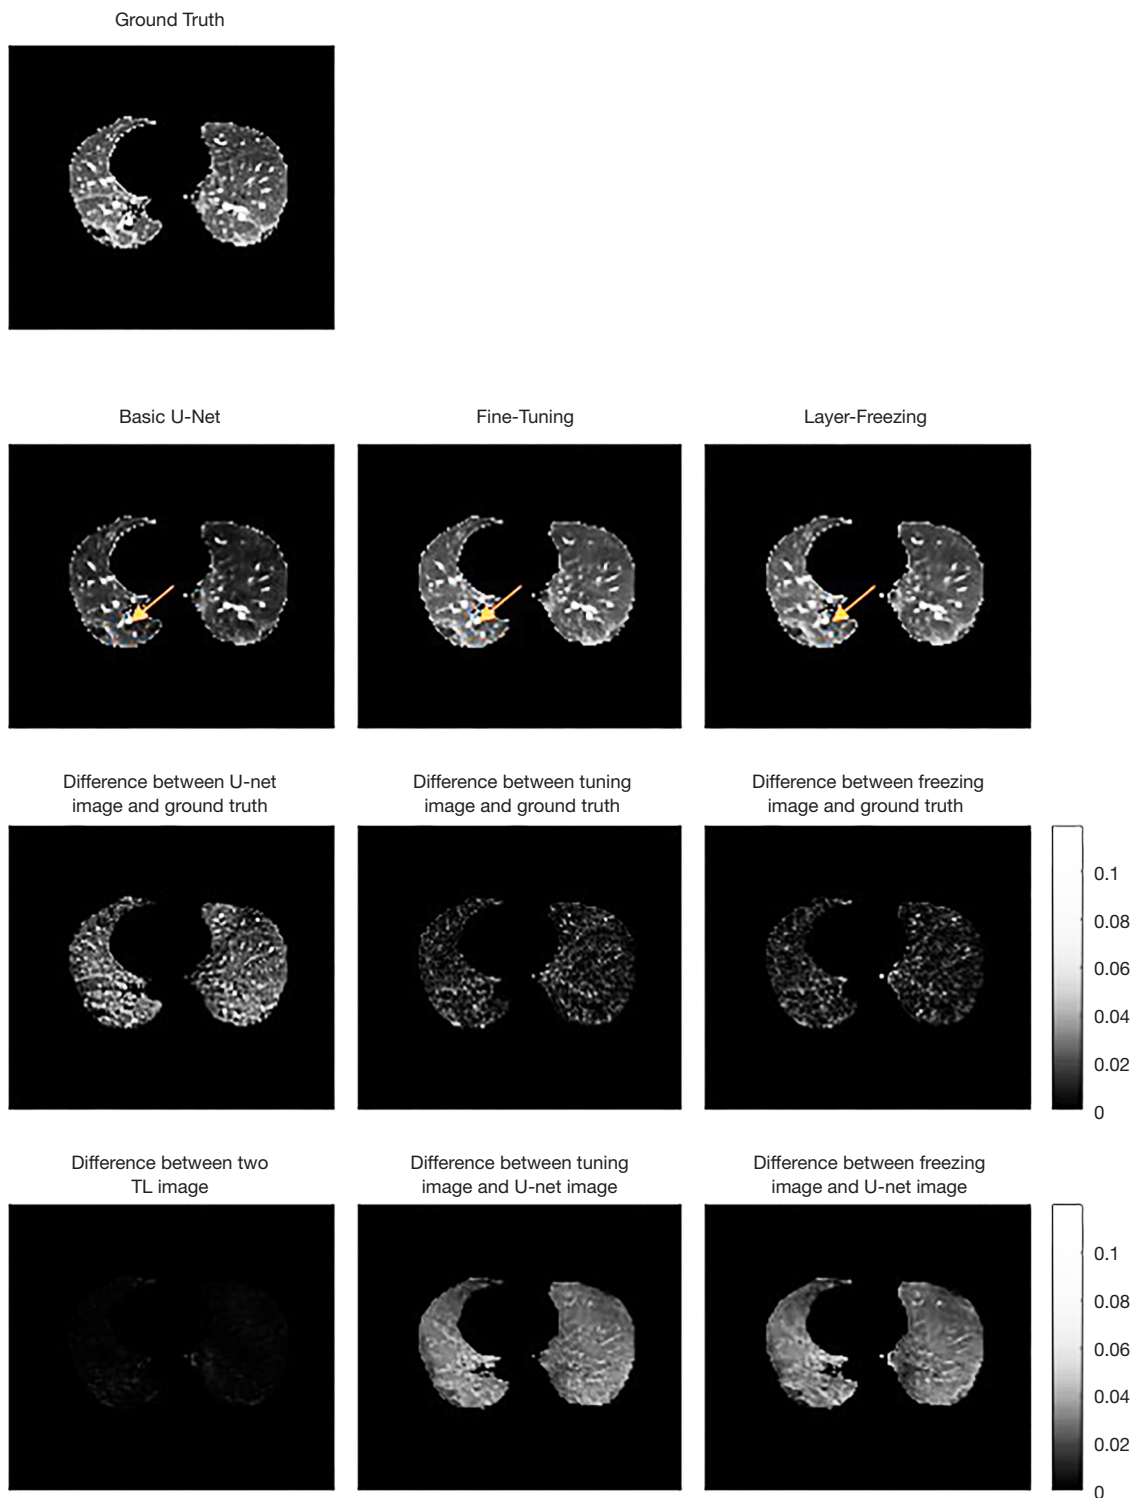 Ground Truth
Basic U-Net
Fine-Tuning
Layer-Freezing
Difference between U-net
image and ground truth
Difference between tuning
image and ground truth
Difference between freezing
image and ground truth
0.1
0.08
0.06
0.04
0.02
0
Difference between two
TL image
Difference between tuning
image and U-net image
Difference between freezing
image and U-net image
0.1
0.08
0.06
0.04
0.02
0